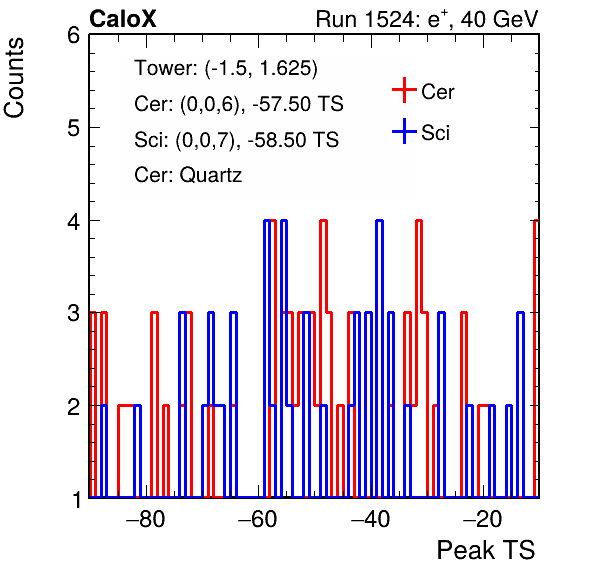 CaloX Run 1524: e⁺, 40 GeV
Counts
Tower: (-1.5, 1.625)
Cer: (0,0,6), -57.50 TS
Sci: (0,0,7), -58.50 TS
Cer: Quartz
Cer
Sci
6
5
4
3
2
1
−80 −60 −40 −20
Peak TS